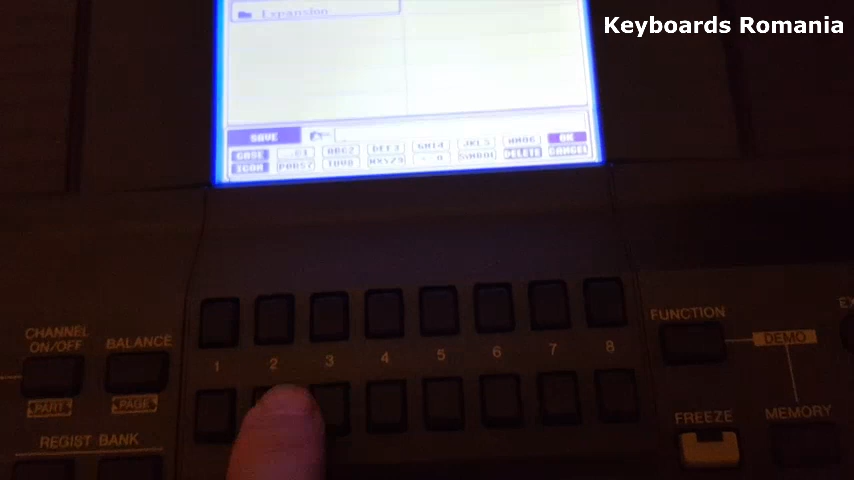 Keyboards Romania
Expansion
SAVE
CASE
ABC2
DEF3
GHI4
JKL5
MNO6
OK
ICON
PQRS7
TUV8
WXYZ9
SYMBOL
DELETE
CANCEL
CHANNEL
ON/OFF
BALANCE
PART
PAGE
REGIST BANK
1 2 3 4 5 6 7 8
FUNCTION
DEMO
FREEZE
MEMORY